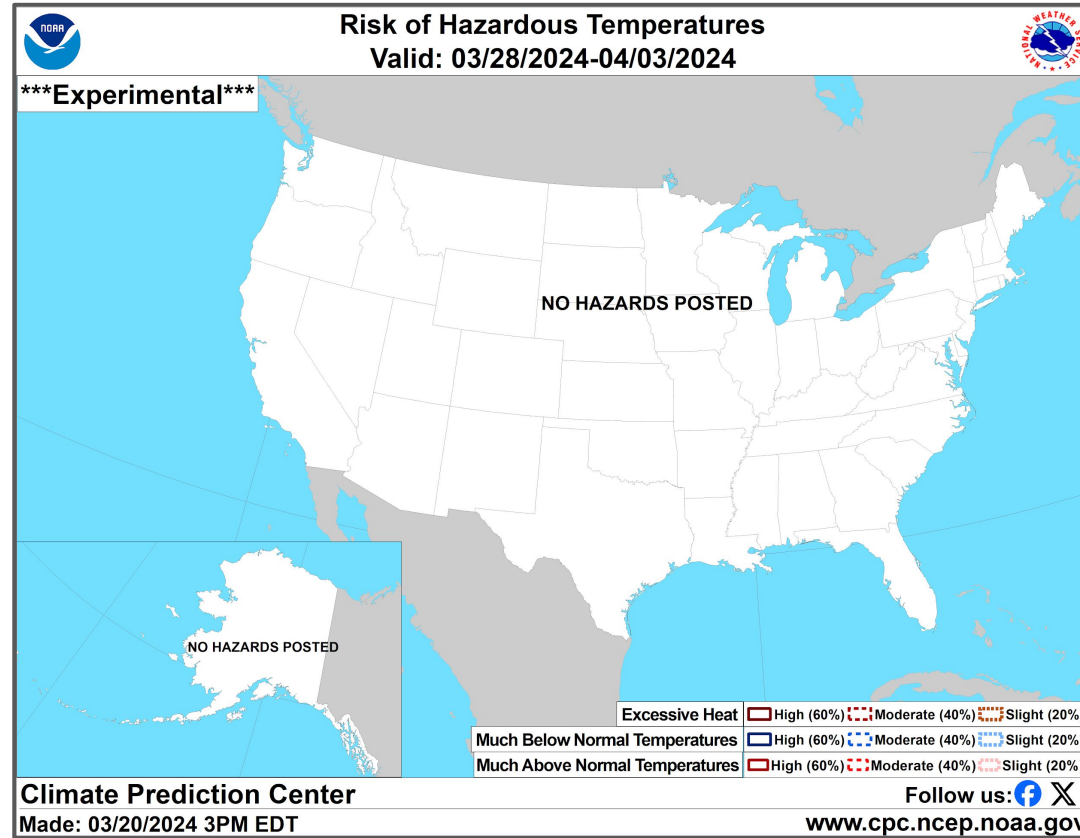 NOAA
Risk of Hazardous Temperatures
Valid: 03/28/2024-04/03/2024
NATIONAL WEATHER SERVICE
***Experimental***
NO HAZARDS POSTED
NO HAZARDS POSTED
Excessive Heat High (60%) Moderate (40%) Slight (20%
Much Below Normal Temperatures High (60%) Moderate (40%) Slight (20%
Much Above Normal Temperatures High (60%) Moderate (40%) Slight (20%
Climate Prediction Center
Follow us:
Made: 03/20/2024 3PM EDT
www.cpc.ncep.noaa.gov